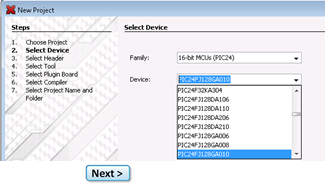 New Project
Steps
1. Choose Project
2. Select Device
3. Select Header
4. Select Tool
5. Select Plugin Board
6. Select Compiler
7. Select Project Name and
Folder
Select Device
Family:
16-bit MCUs (PIC24)
Device:
PIC24FJ128GA010
PIC24F32KA304
PIC24FJ128DA106
PIC24FJ128DA110
PIC24FJ128DA206
PIC24FJ128DA210
PIC24FJ128GA006
PIC24FJ128GA008
PIC24FJ128GA010
Next >